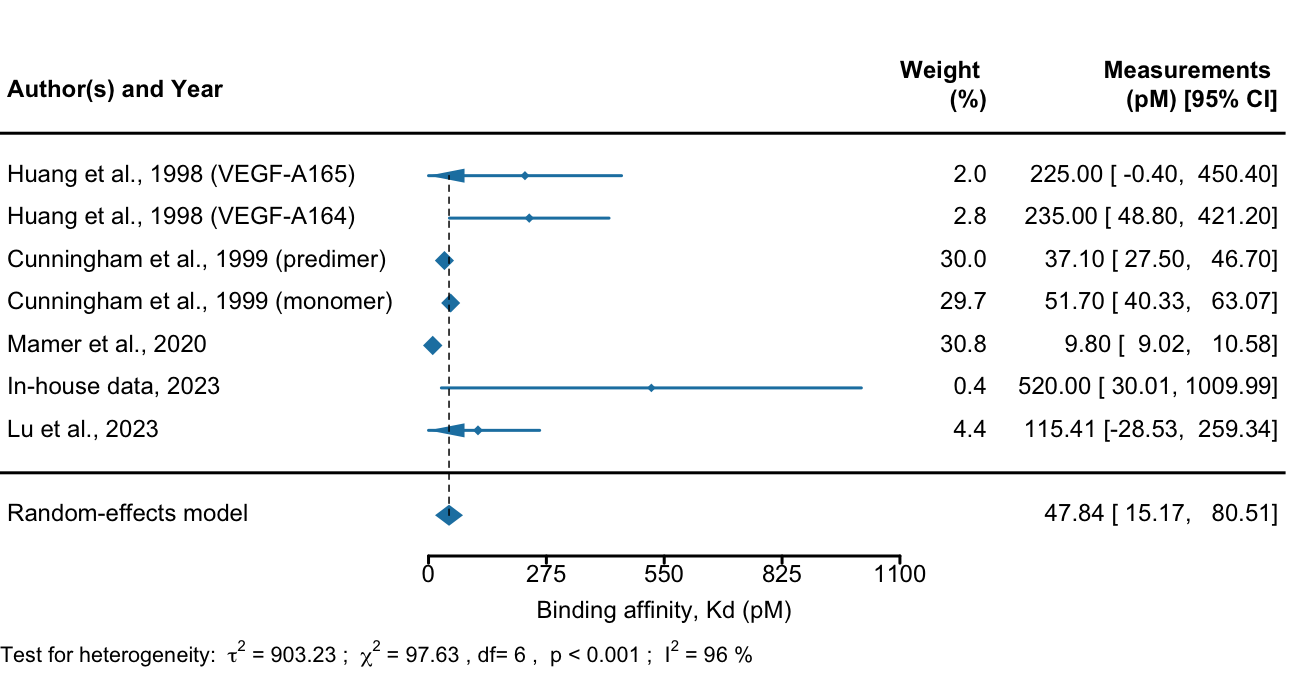 Author(s) and Year Weight (%) Measurements (pM) [95% CI]
Huang et al., 1998 (VEGF-A165) 2.0 225.00 [ -0.40, 450.40]
Huang et al., 1998 (VEGF-A164) 2.8 235.00 [ 48.80, 421.20]
Cunningham et al., 1999 (predimer) 30.0 37.10 [ 27.50, 46.70]
Cunningham et al., 1999 (monomer) 29.7 51.70 [ 40.33, 63.07]
Mamer et al., 2020 30.8 9.80 [ 9.02, 10.58]
In-house data, 2023 0.4 520.00 [ 30.01, 1009.99]
Lu et al., 2023 4.4 115.41 [-28.53, 259.34]
Random-effects model 47.84 [ 15.17, 80.51]
0 275 550 825 1100
Binding affinity, Kd (pM)
Test for heterogeneity: τ² = 903.23 ; χ² = 97.63 , df= 6 , p < 0.001 ; I² = 96 %